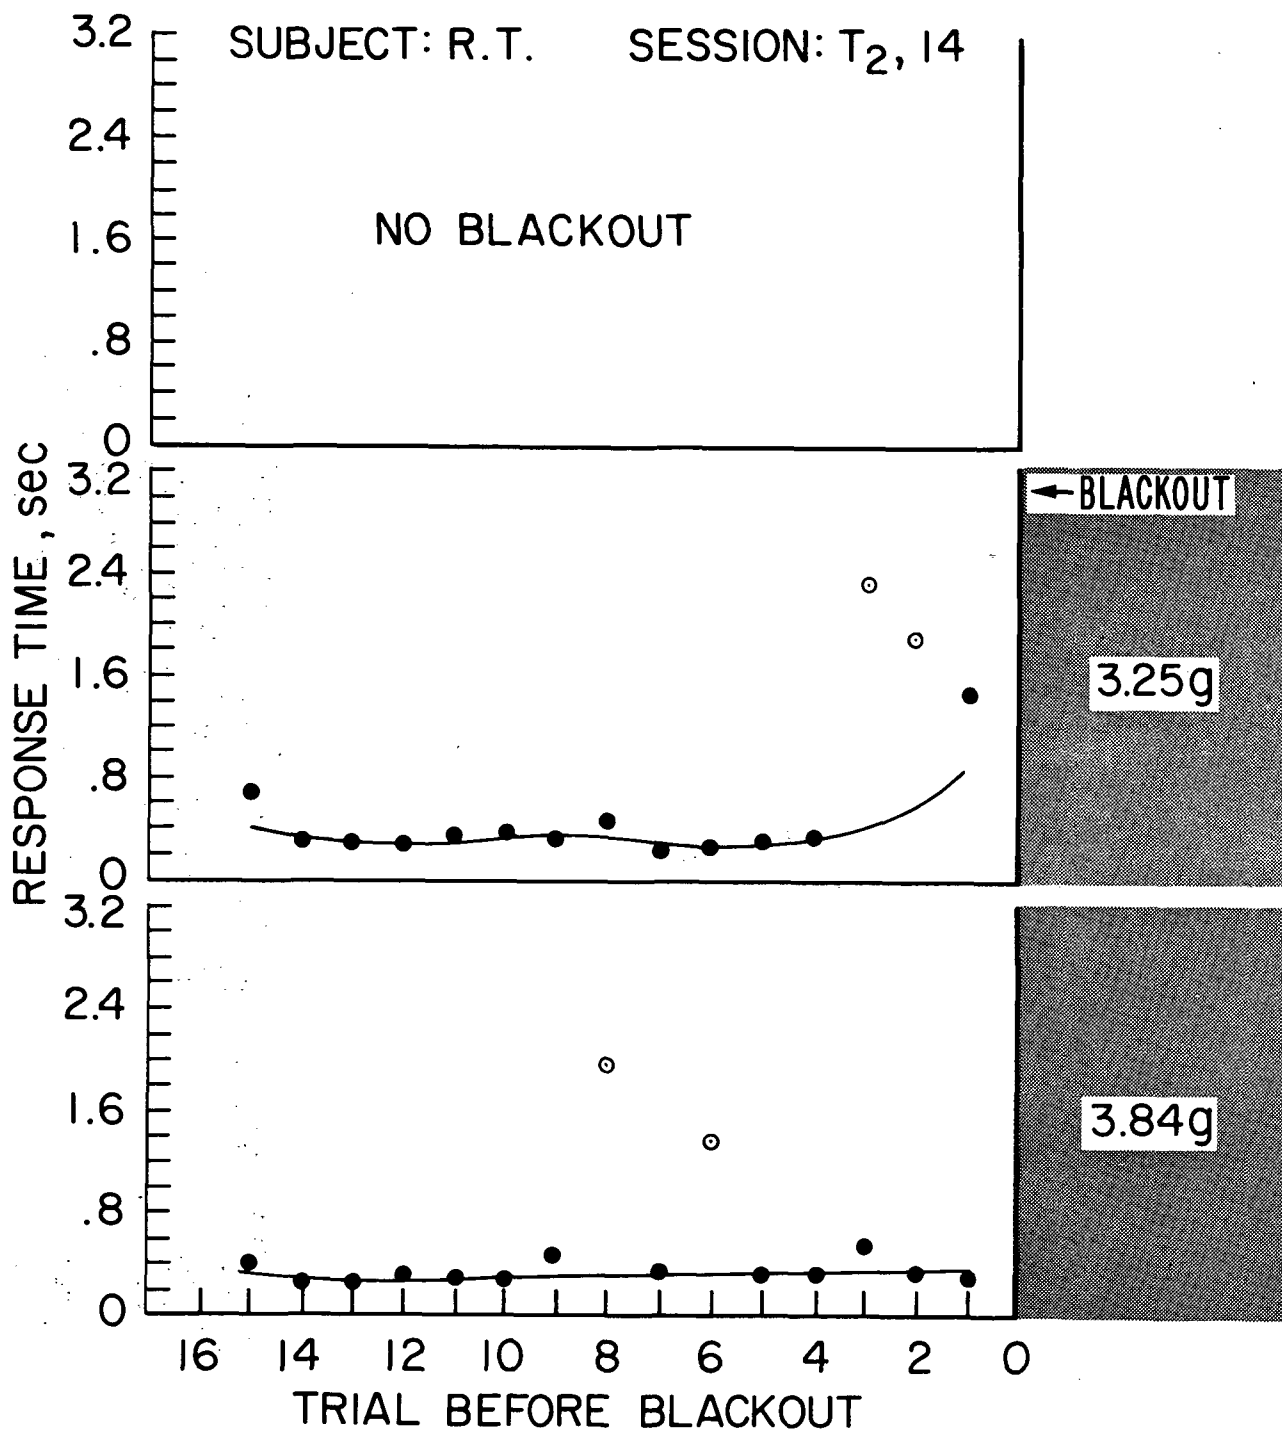 SUBJECT: R.T. SESSION: T2, 14
3.2
2.4
1.6
.8
0
NO BLACKOUT
RESPONSE TIME, sec
3.2
2.4
1.6
.8
0
←BLACKOUT
3.25g
3.2
2.4
1.6
.8
0
3.84g
16 14 12 10 8 6 4 2 0
TRIAL BEFORE BLACKOUT